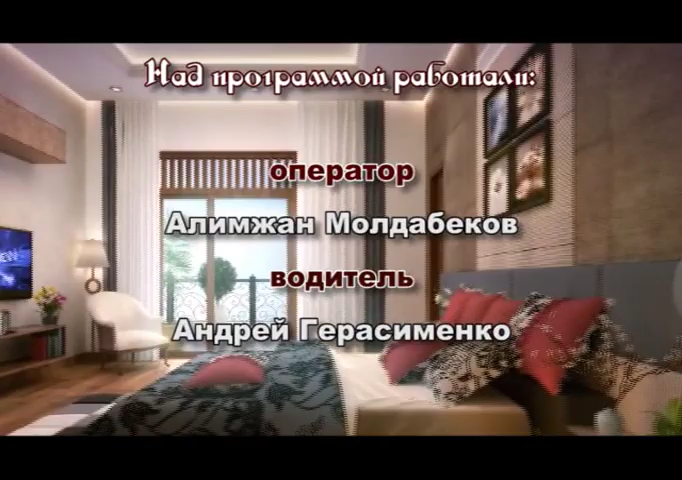 Над программой работали:
оператор
Алимжан Молдабеков
водитель
Андрей Герасименко